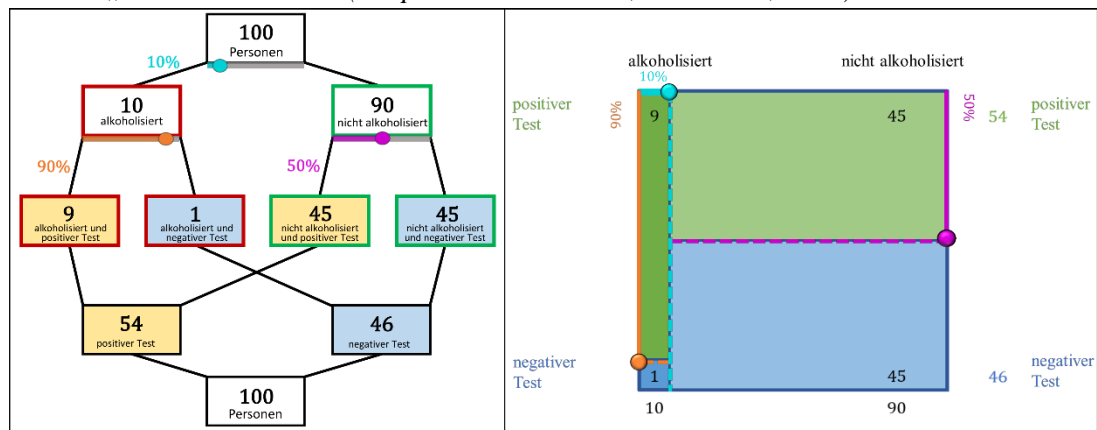 100
Personen
10%
10
alkoholisiert
90
nicht alkoholisiert
90%
50%
9
alkoholisiert und
positiver Test
1
alkoholisiert und
negativer Test
45
nicht alkoholisiert
und positiver Test
45
nicht alkoholisiert
und negativer Test
54
positiver Test
46
negativer Test
100
Personen
alkoholisiert
nicht alkoholisiert
10%
positiver
Test
90%
9
45
50%
54
positiver
Test
negativer
Test
1
45
46
negativer
Test
10
90